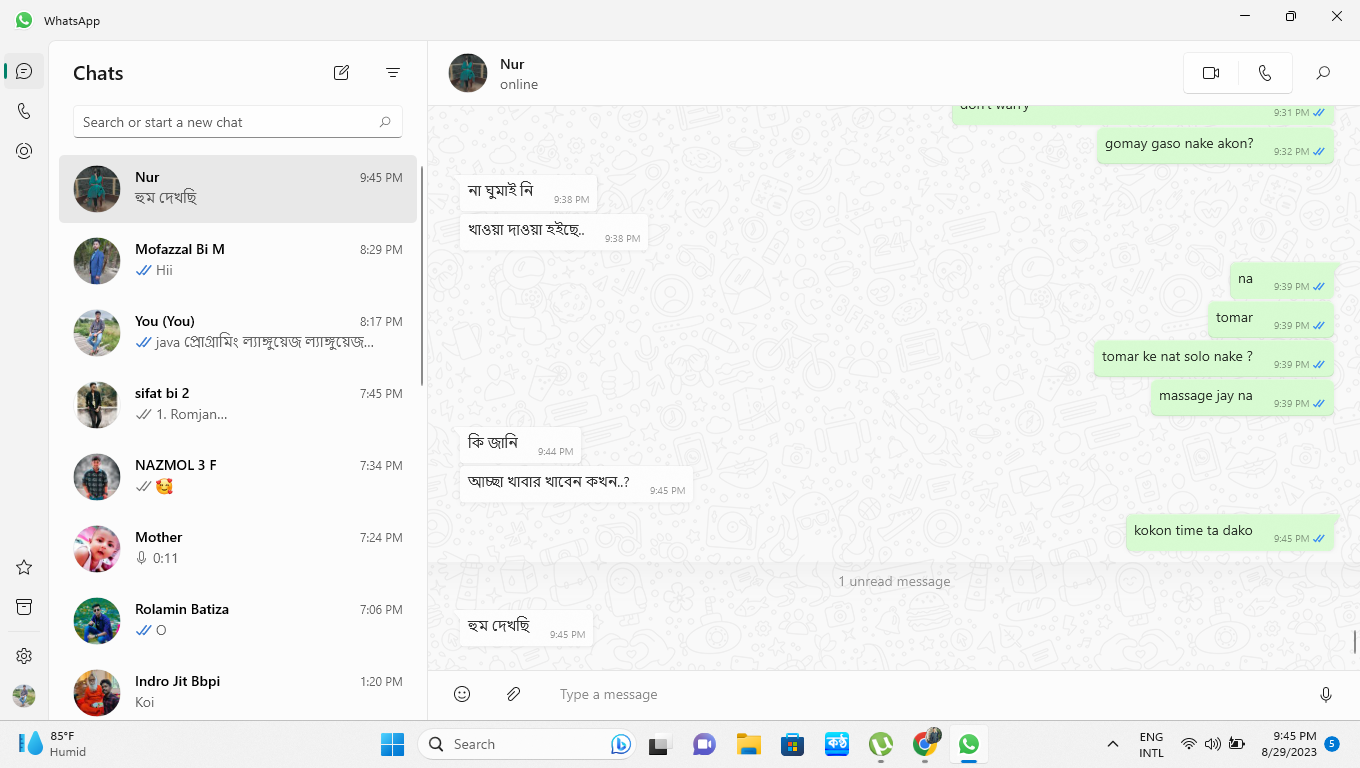 WhatsApp
Chats
Search or start a new chat
Nur
9:45 PM
হুম দেখছি
Mofazzal Bi M
8:29 PM
Hii
You (You)
8:17 PM
java প্রোগ্রামিং ল্যাঙ্গুয়েজ ল্যাঙ্গুয়েজ...
sifat bi 2
7:45 PM
1. Romjan...
NAZMOL 3 F
7:34 PM
🥰
Mother
7:24 PM
0:11
Rolamin Batiza
7:06 PM
O
Indro Jit Bbpi
1:20 PM
Koi
Nur
online
don't warry
9:31 PM
gomay gaso nake akon?
9:32 PM
না ঘুমাই নি
9:38 PM
খাওয়া দাওয়া হইছে..
9:38 PM
na
9:39 PM
tomar
9:39 PM
tomar ke nat solo nake ?
9:39 PM
massage jay na
9:39 PM
কি জানি
9:44 PM
আচ্ছা খাবার খাবেন কখন..?
9:45 PM
kokon time ta dako
9:45 PM
1 unread message
হুম দেখছি
9:45 PM
Type a message
85°F
Humid
Search
কণ্ঠ
ENG
INTL
9:45 PM
8/29/2023
5